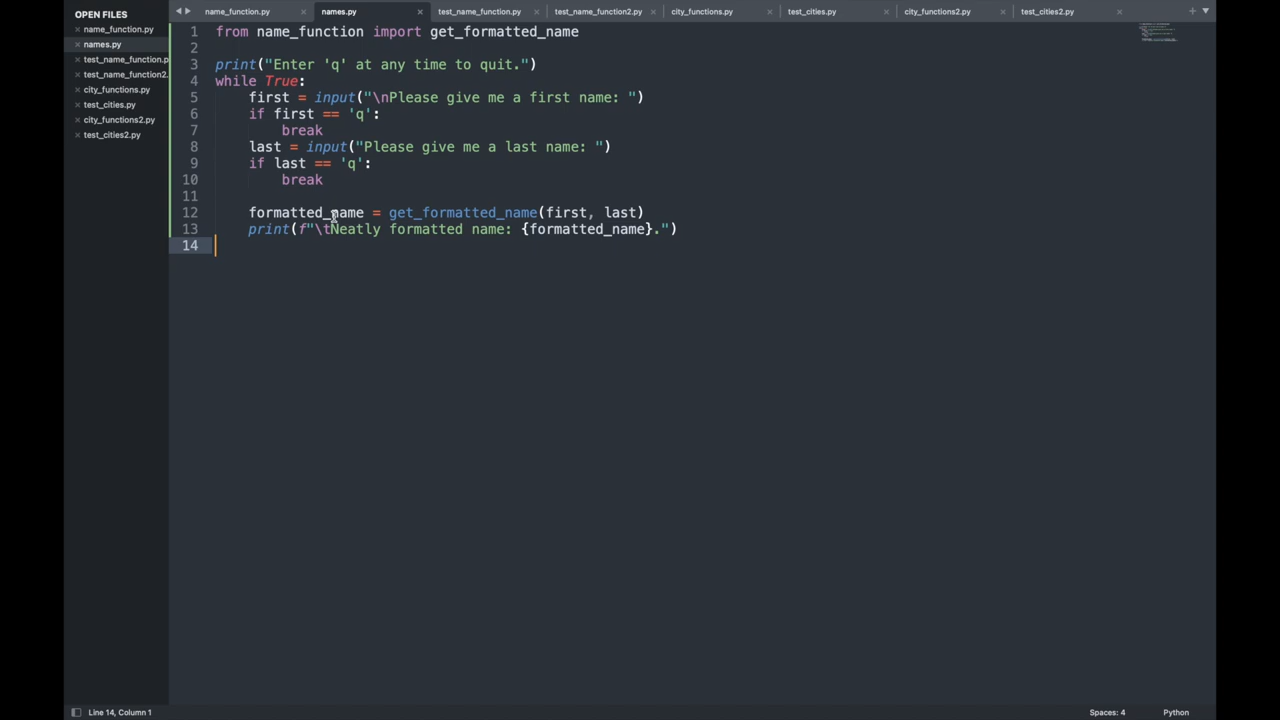 OPEN FILES
name_function.py
names.py
test_name_function.p
test_name_function2.
city_functions.py
test_cities.py
city_functions2.py
test_cities2.py
name_function.py names.py test_name_function.py test_name_function2.py city_functions.py test_cities.py city_functions2.py test_cities2.py
1 from name_function import get_formatted_name
2
3 print("Enter 'q' at any time to quit.")
4 while True:
5 first = input("\nPlease give me a first name: ")
6 if first == 'q':
7 break
8 last = input("Please give me a last name: ")
9 if last == 'q':
10 break
11
12 formatted_name = get_formatted_name(first, last)
13 print(f"\tNeatly formatted name: {formatted_name}.")
14
Line 14, Column 1 Spaces: 4 Python